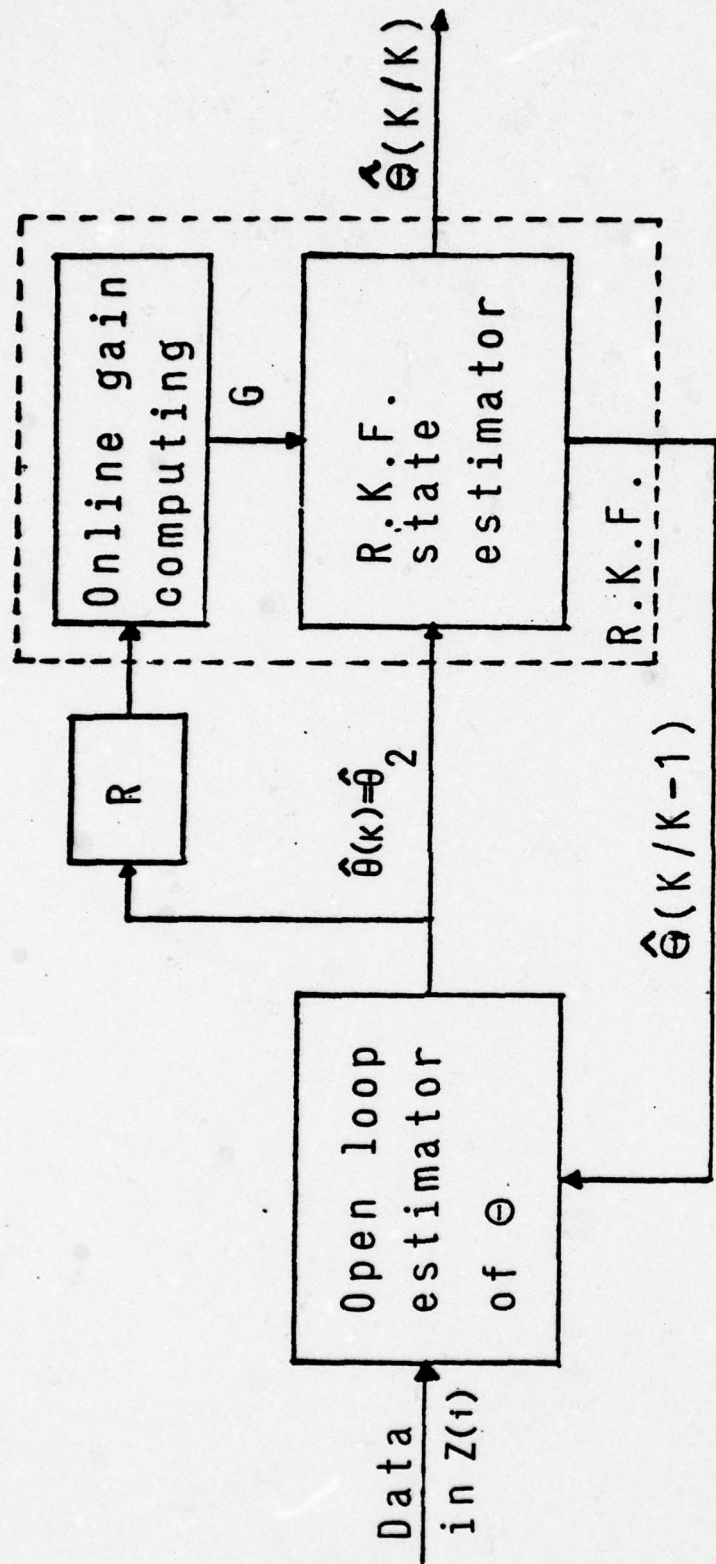 Data
in Z(i)
Open loop
estimator
of Θ
θ̂(K)=θ̂₂
R
Online gain
computing
G
R.K.F.
state
estimator
R.K.F.
Θ̂(K/K)
Θ̂(K/K-1)